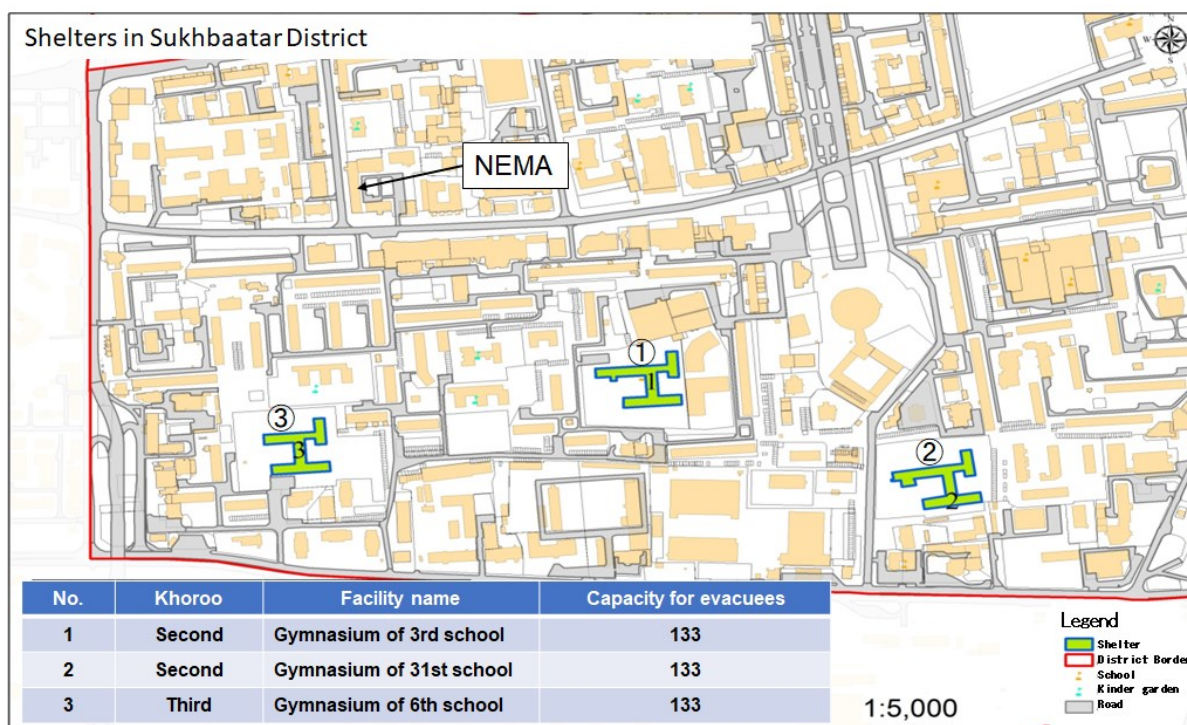 Shelters in Sukhbaatar District
N
W
S
NEMA
①
1
③
3
②
2
No. Khoroo Facility name Capacity for evacuees
1 Second Gymnasium of 3rd school 133
2 Second Gymnasium of 31st school 133
3 Third Gymnasium of 6th school 133
Legend
Shelter
District Border
School
Kinder garden
Road
1:5,000